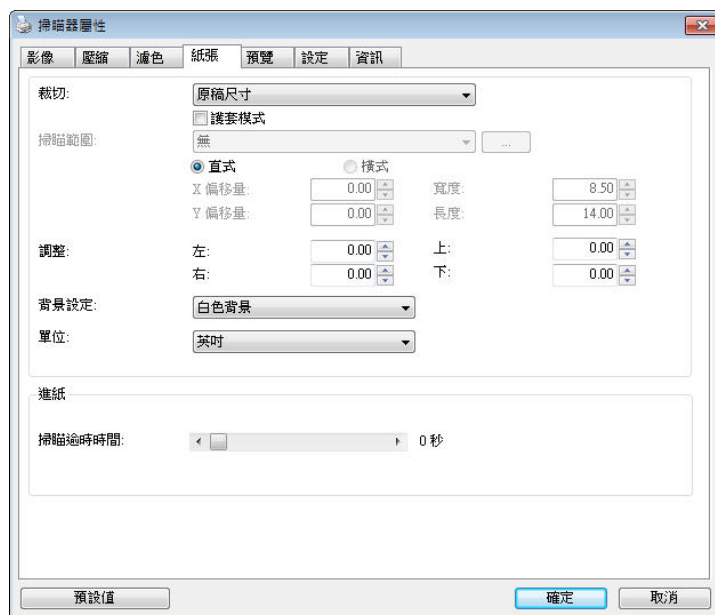 掃瞄器屬性
影像 壓縮 濾色 紙張 預覽 設定 資訊
裁切: 原稿尺寸
護套模式
掃瞄範圍: 無 ...
直式 橫式
X 偏移量: 0.00 寬度: 8.50
Y 偏移量: 0.00 長度: 14.00
調整: 左: 0.00 上: 0.00
右: 0.00 下: 0.00
背景設定: 白色背景
單位: 英吋
進紙
掃瞄逾時時間: 0 秒
預設值 確定 取消